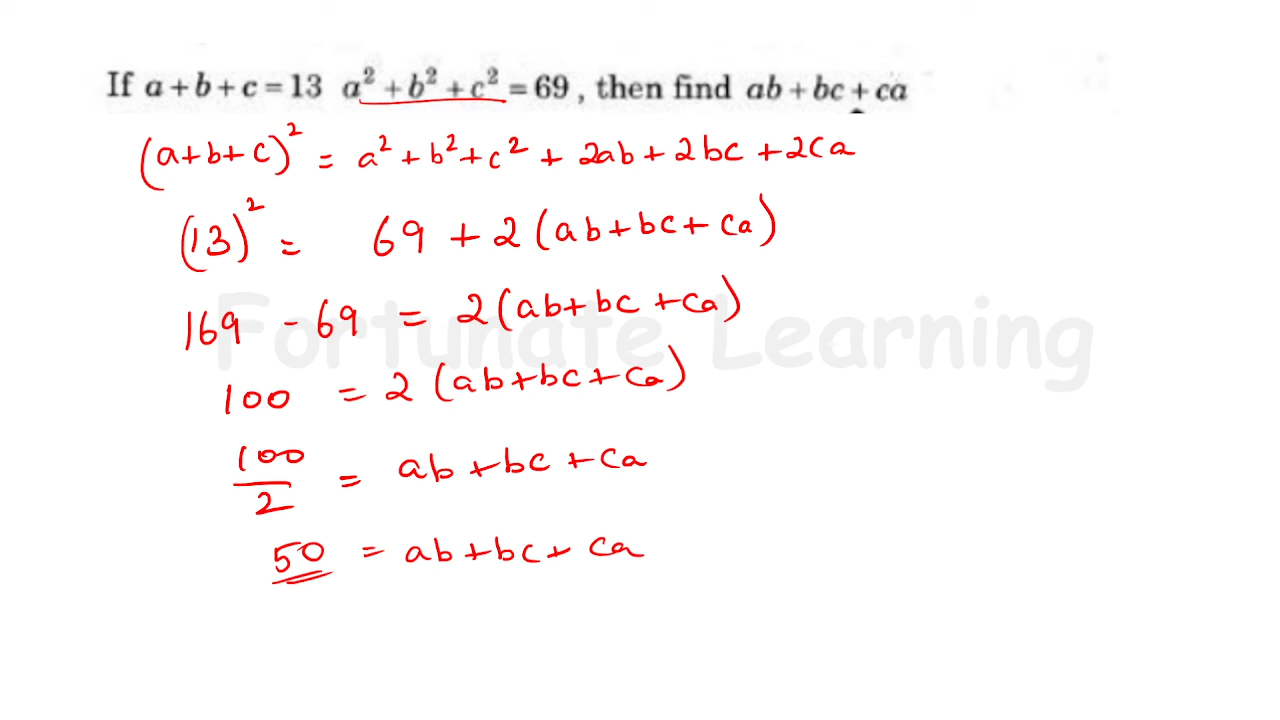 If a + b + c = 13 a² + b² + c² = 69 , then find ab + bc + ca
(a+b+c)² = a² + b² + c² + 2ab + 2bc + 2ca
(13)² = 69 + 2 (ab+bc+ca)
169 - 69 = 2 (ab+bc+ca)
Fortunate Learning
100 = 2 (ab+bc+ca)
100/2 = ab+bc+ca
50 = ab+bc+ca